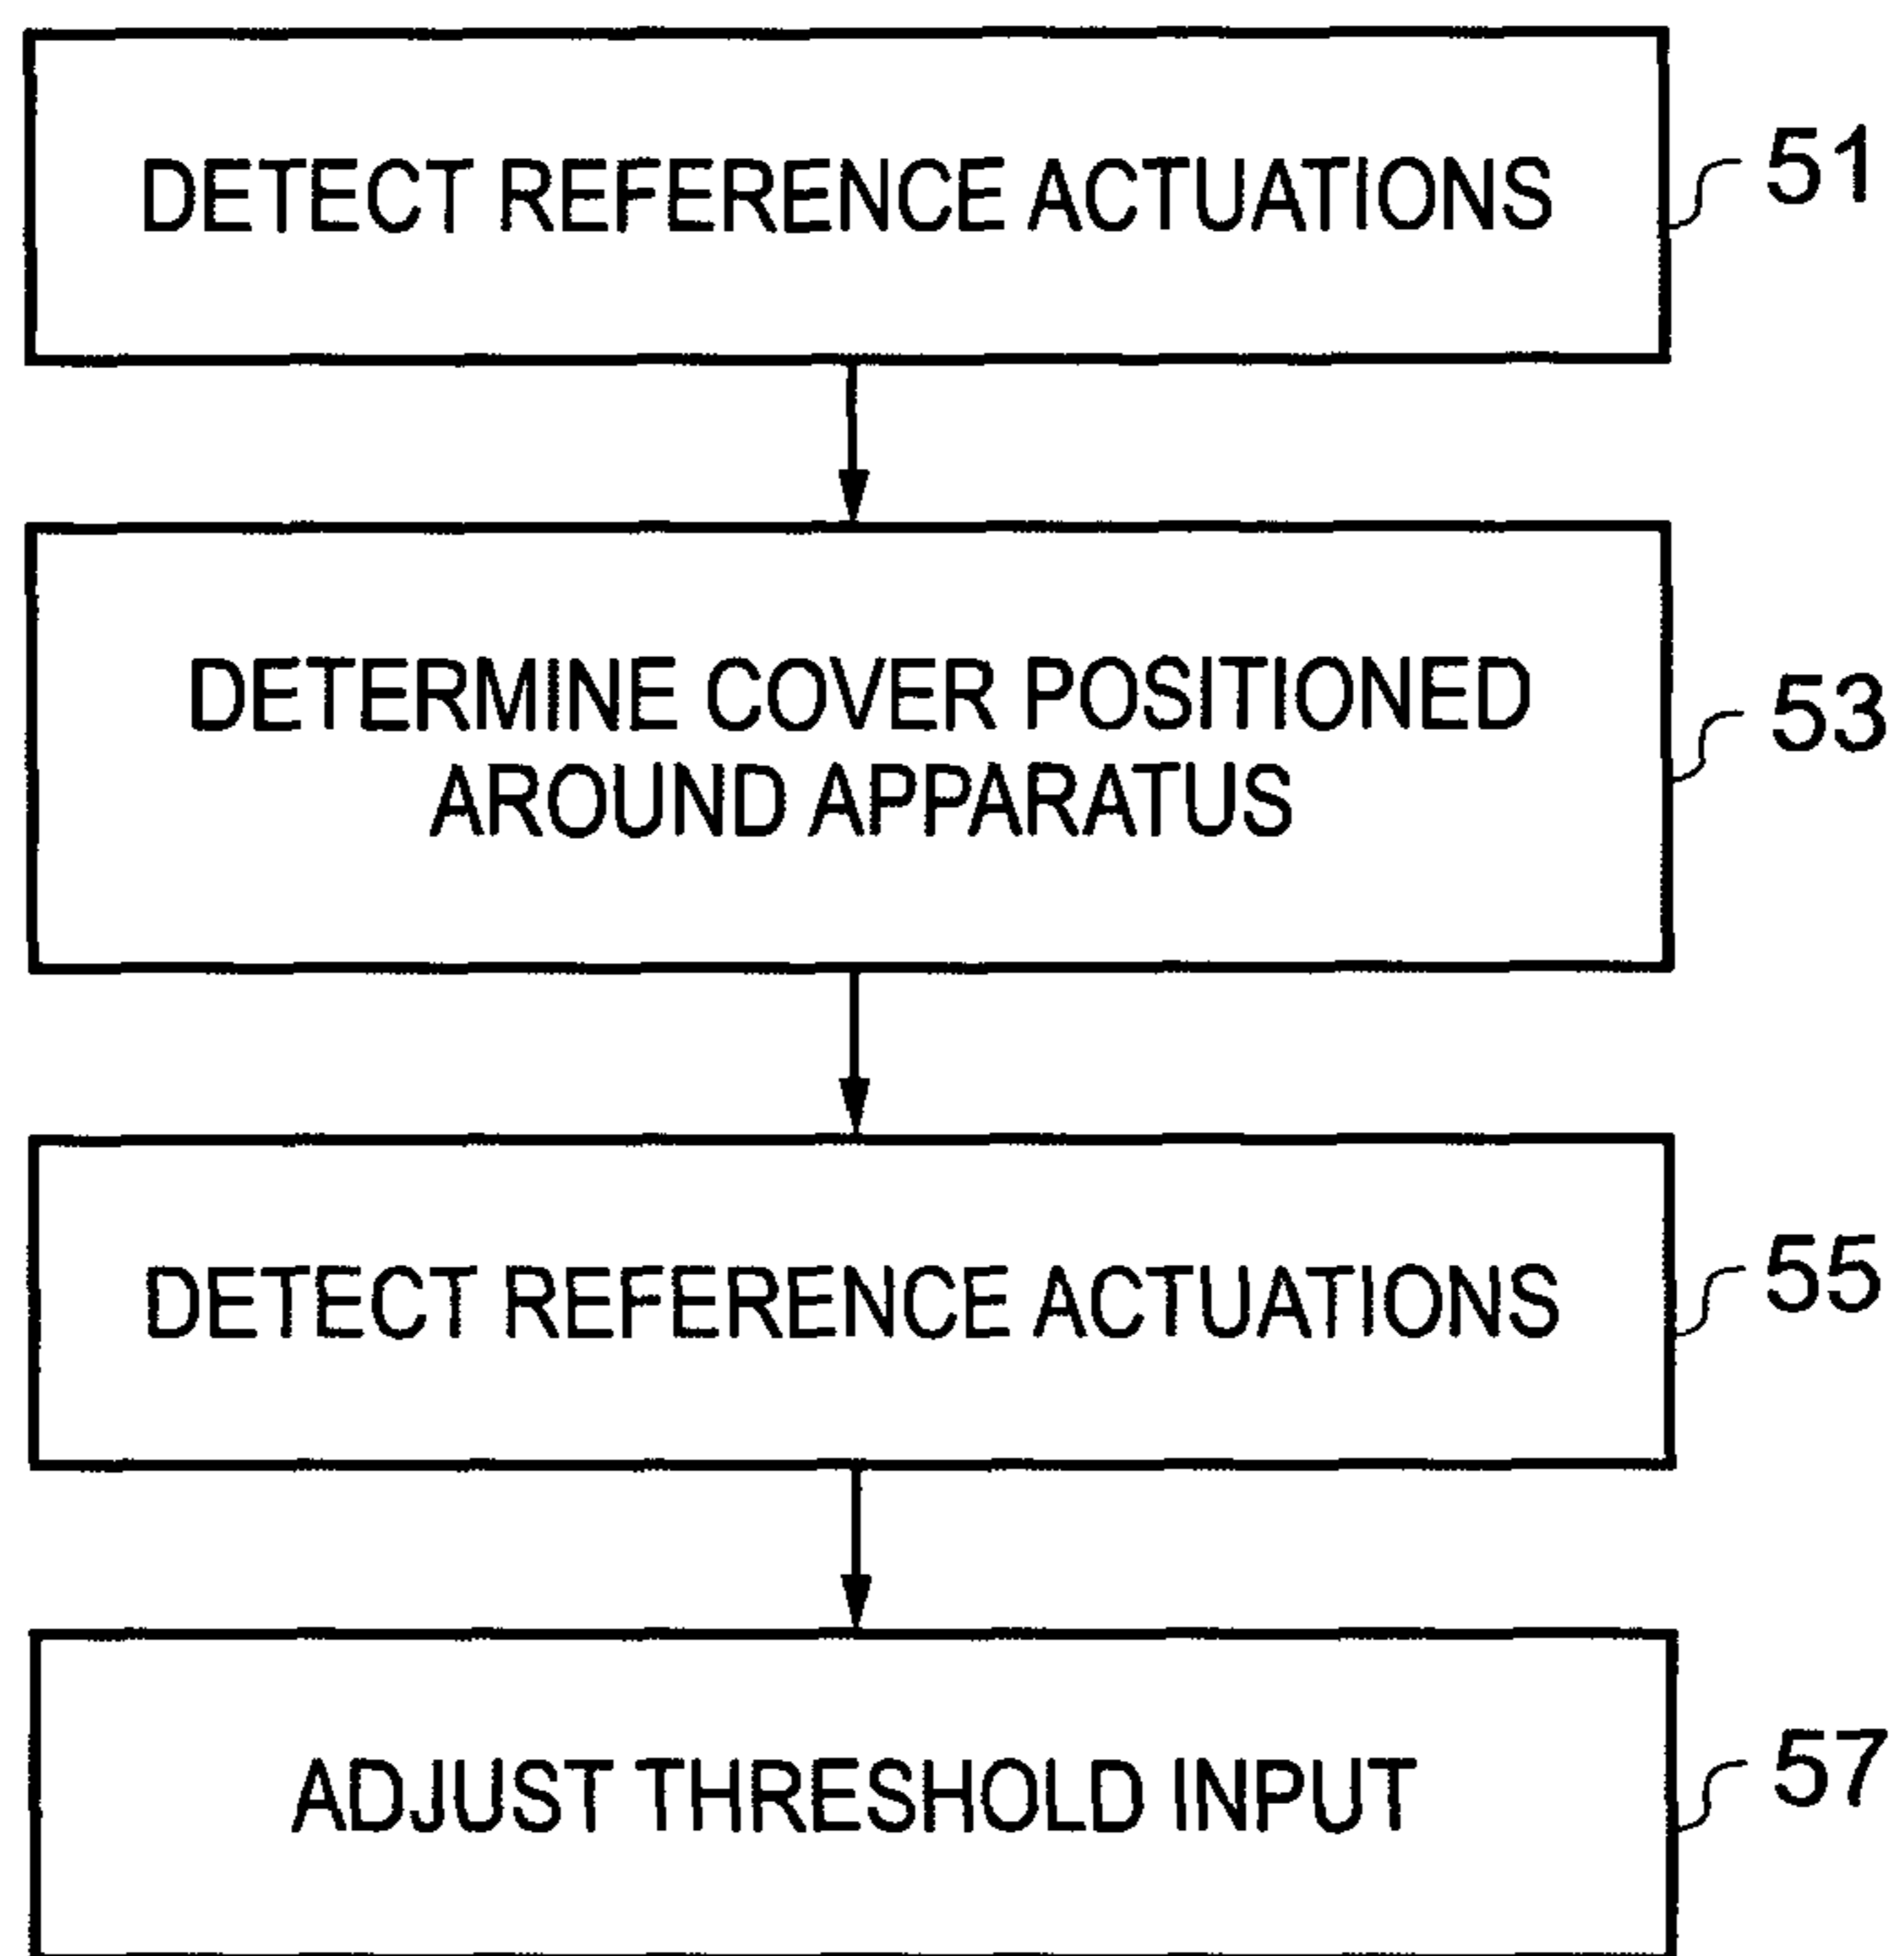 DETECT REFERENCE ACTUATIONS
51
DETERMINE COVER POSITIONED
AROUND APPARATUS
53
DETECT REFERENCE ACTUATIONS
55
ADJUST THRESHOLD INPUT
57